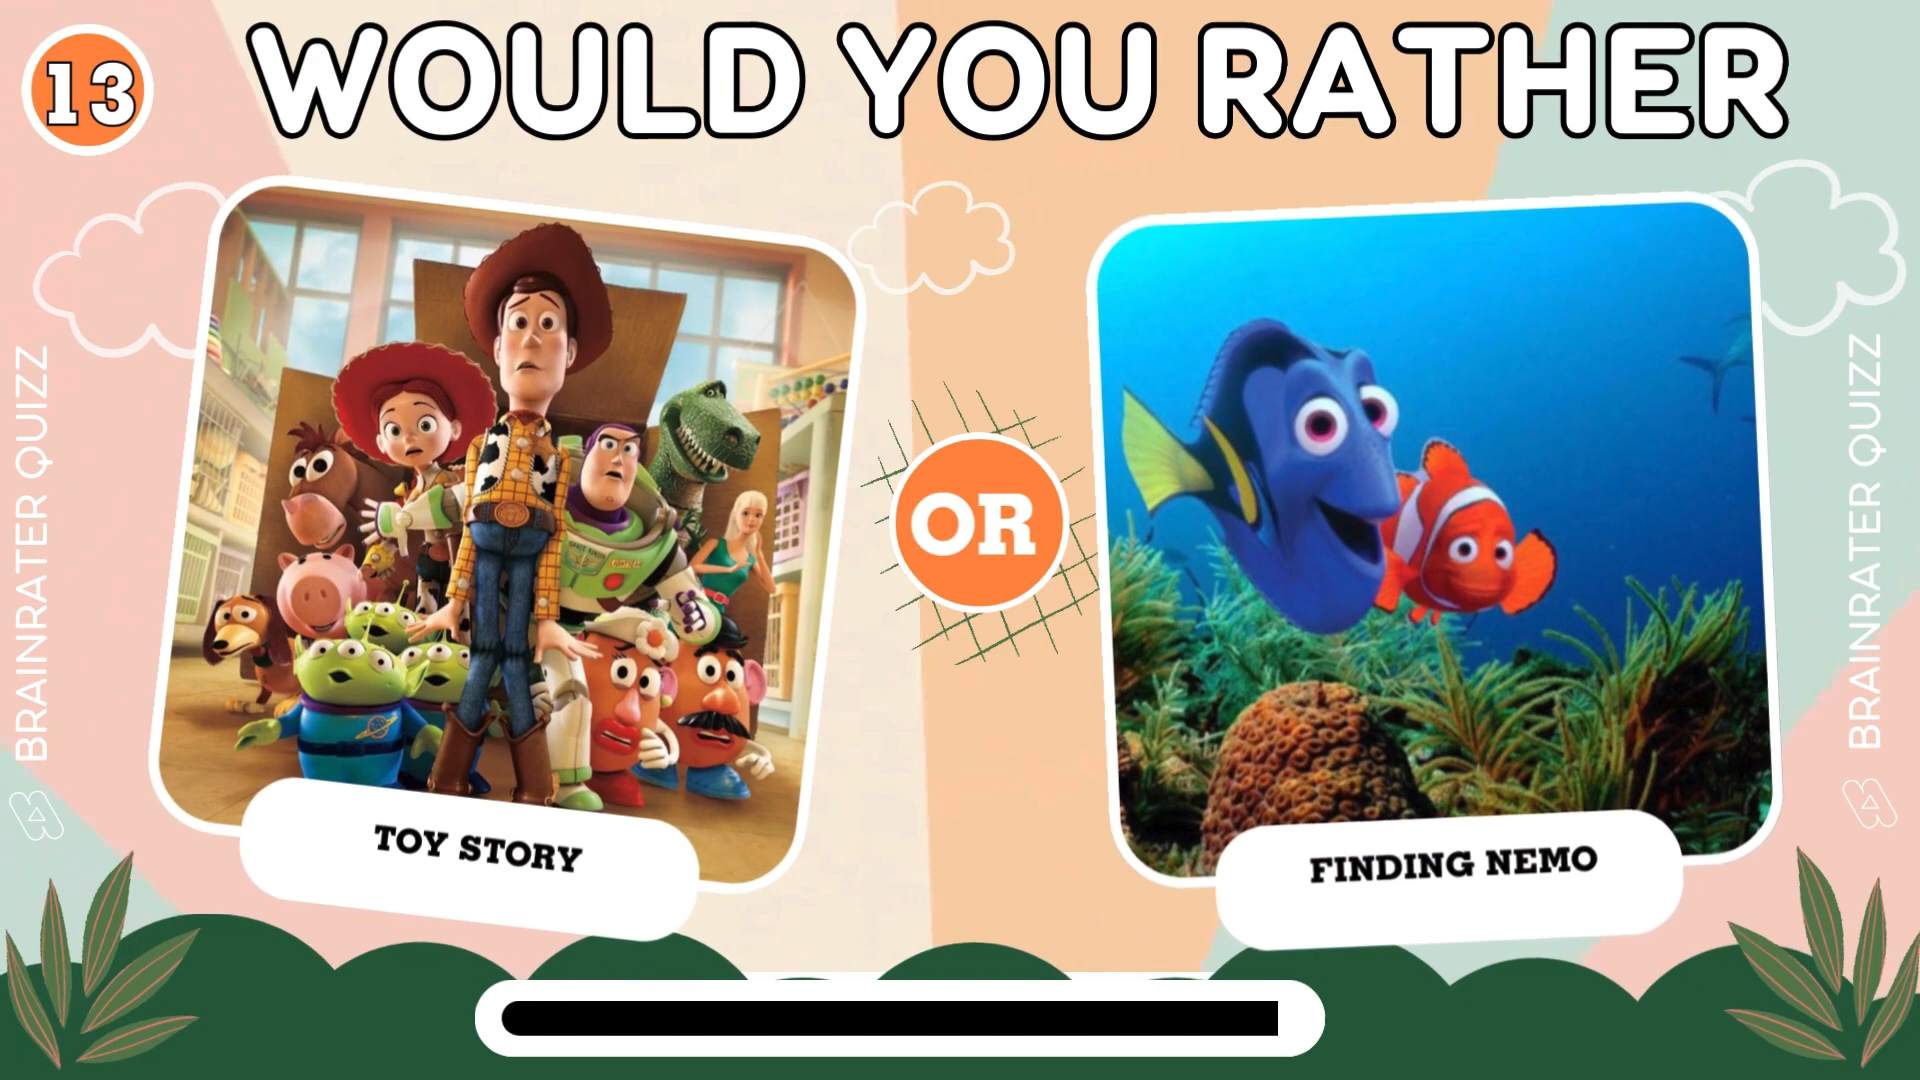 13
WOULD YOU RATHER
BRAINRATER QUIZZ
OR
BRAINRATER QUIZZ
TOY STORY
FINDING NEMO